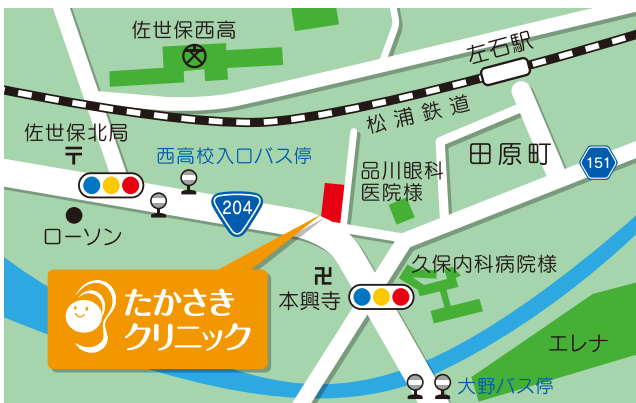 佐世保西高
左石駅
松浦鉄道
佐世保北局
〒
西高校入口バス停
品川眼科
医院様
田原町
151
204
ローソン
久保内科病院様
卍
本興寺
たかさき
クリニック
エレナ
大野バス停